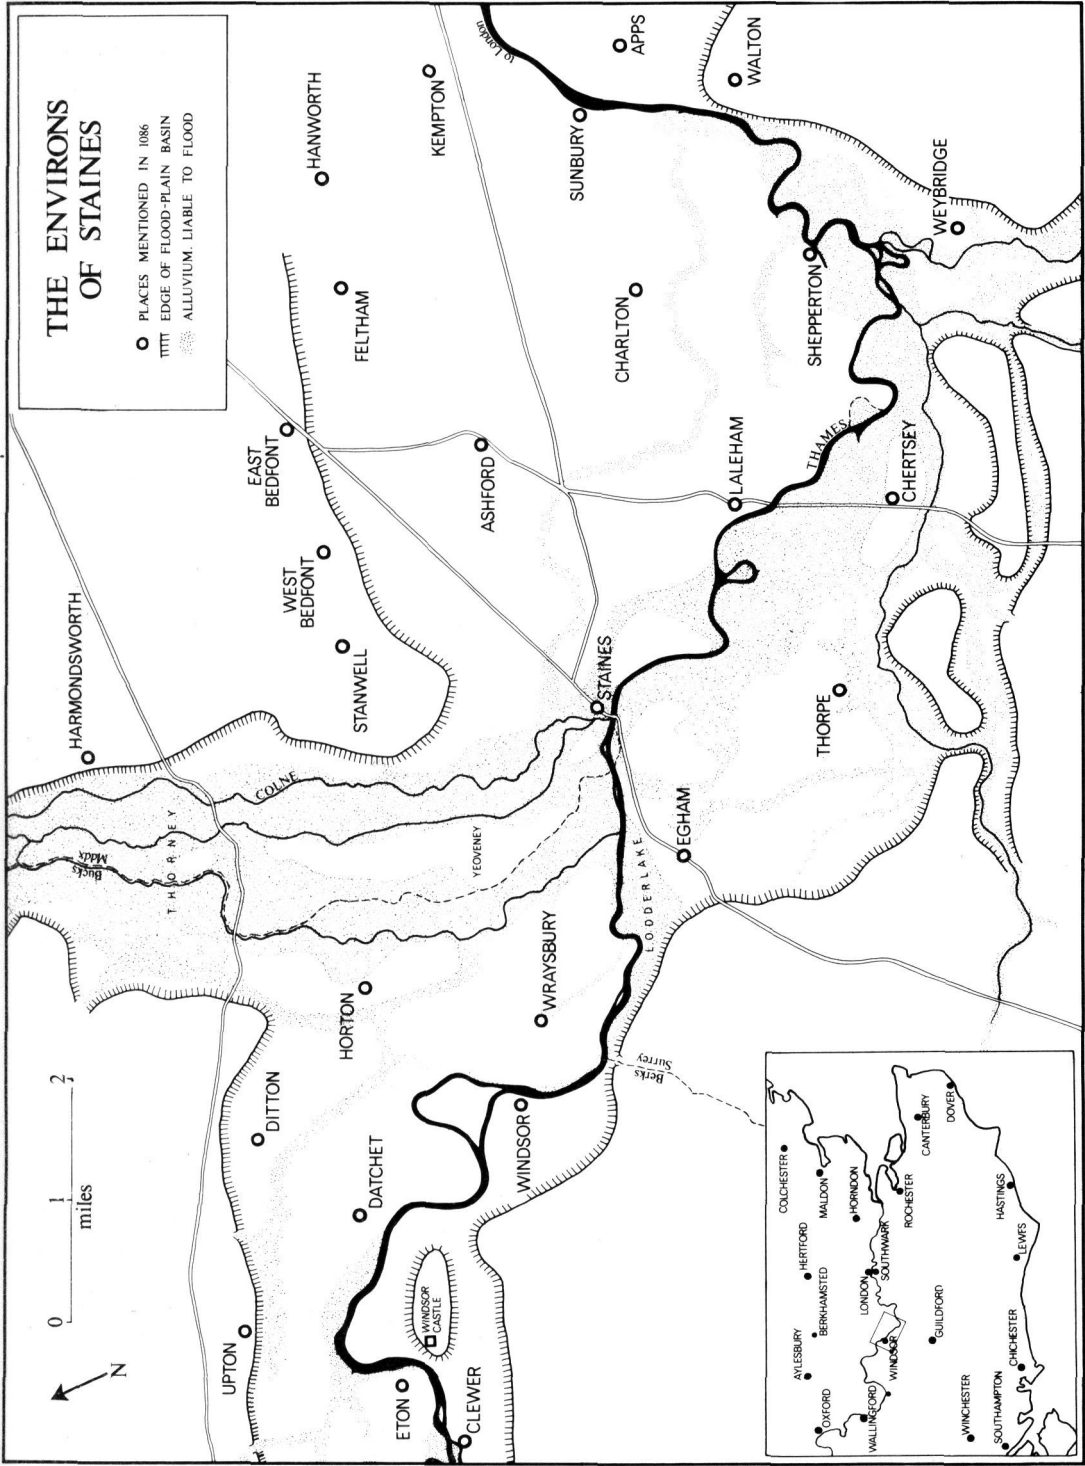 THE ENVIRONS
OF STAINES
PLACES MENTIONED IN 1086
EDGE OF FLOOD-PLAIN BASIN
ALLUVIUM. LIABLE TO FLOOD
N
0 1 2
miles
UPTON
DITTON
ETON
CLEWER
WINDSOR
CASTLE
DATCHET
WINDSOR
HORTON
WRAYSBURY
Berks
Surrey
THORNEY
Bucks
Mddx
COLNE
YEOVENEY
LODDERLAKE
EGHAM
HARMONDSWORTH
STANWELL
WEST
BEDFONT
EAST
BEDFONT
STAINES
THORPE
ASHFORD
LALEHAM
THAMES
CHERTSEY
FELTHAM
HANWORTH
KEMPTON
CHARLTON
SHEPPERTON
SUNBURY
WEYBRIDGE
WALTON
APPS
to London
COLCHESTER
MALDON
HORNDON
HERTFORD
BERKHAMSTED
AYLESBURY
OXFORD
WALLINGFORD
WINDSOR
LONDON
SOUTHWARK
ROCHESTER
CANTERBURY
DOVER
HASTINGS
LEWES
GUILDFORD
CHICHESTER
WINCHESTER
SOUTHAMPTON